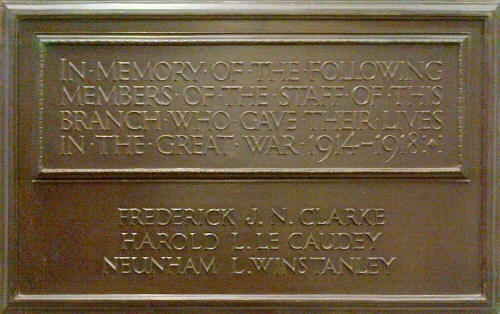 IN·MEMORY·OF·THE·FOLLOWING
MEMBERS·OF·THE·STAFF·OF·THIS
BRANCH·WHO·GAVE·THEIR·LIVES
IN·THE·GREAT·WAR·1914–1918
FREDERICK J. N. CLARKE
HAROLD L. LE CAUDEY
NEUNHAM L. WINSTANLEY